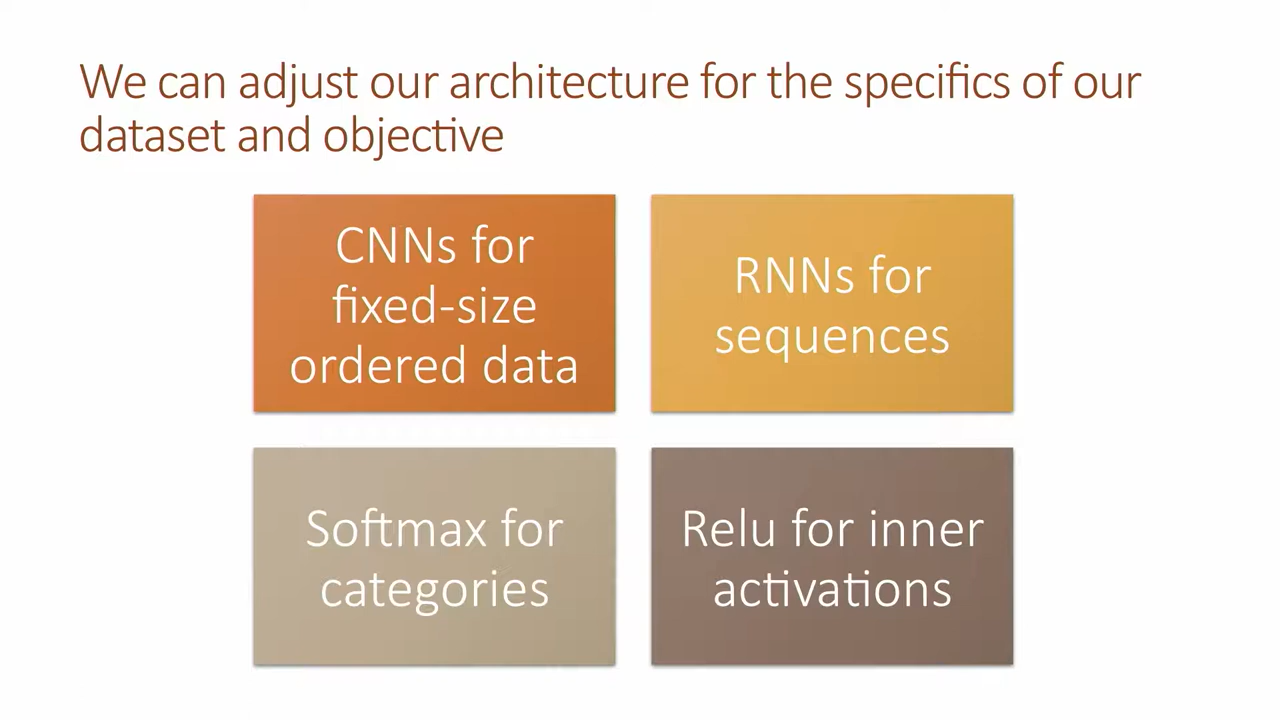 We can adjust our architecture for the specifics of our
dataset and objective
CNNs for
fixed-size
ordered data
RNNs for
sequences
Softmax for
categories
Relu for inner
activations